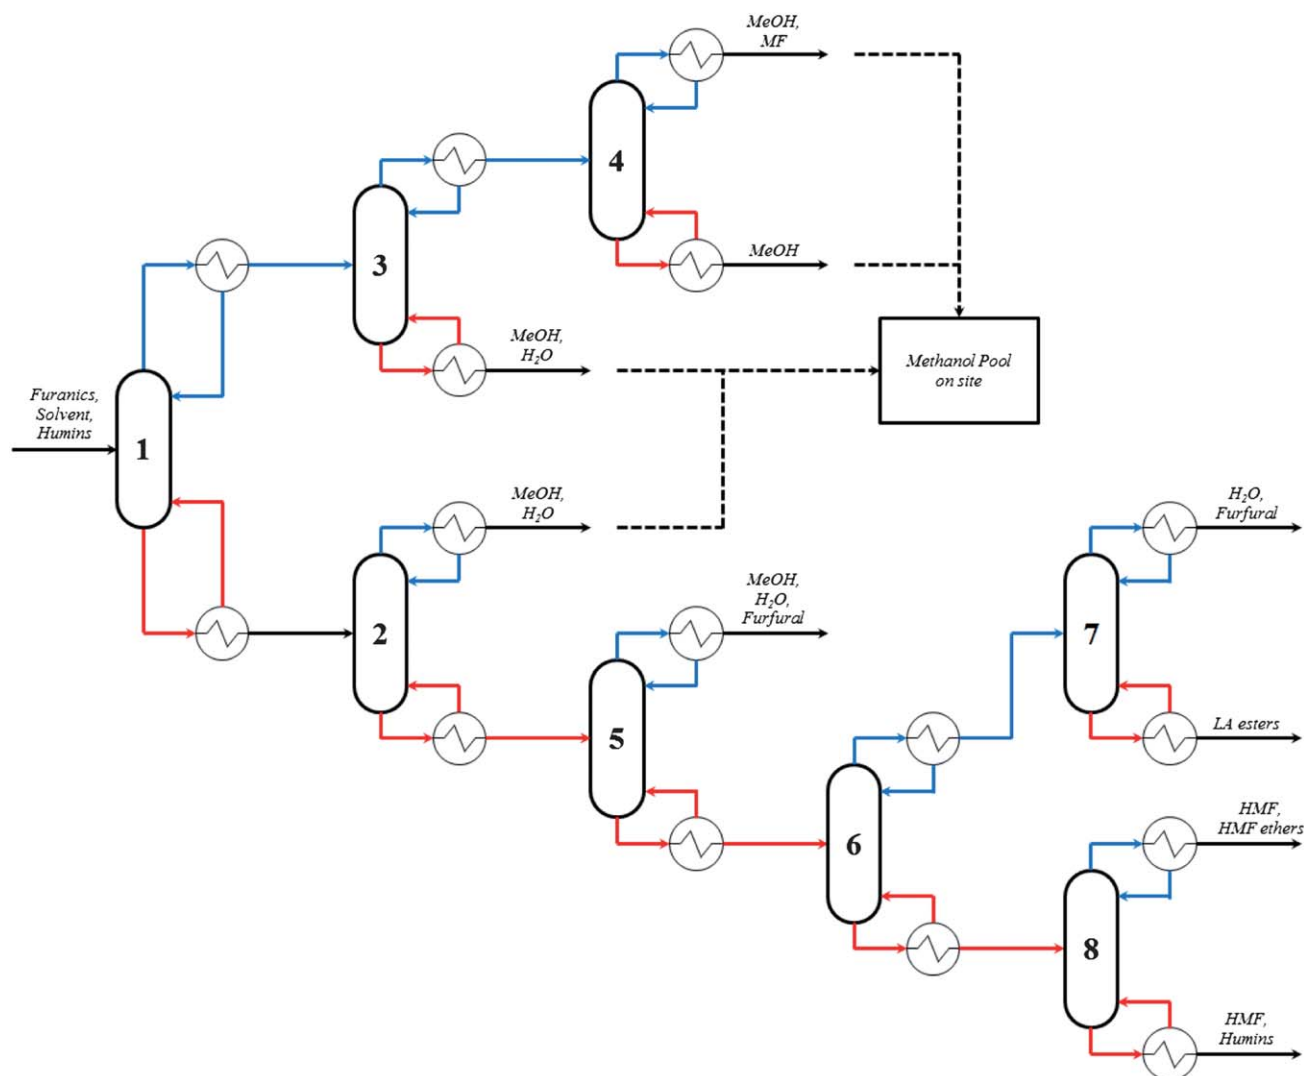 MeOH,
MF
4
3
MeOH
MeOH,
H₂O
Methanol Pool
on site
Furanics,
Solvent,
Humins
1
MeOH,
H₂O
2
MeOH,
H₂O,
Furfural
5
H₂O,
Furfural
7
LA esters
6
HMF,
HMF ethers
8
HMF,
Humins